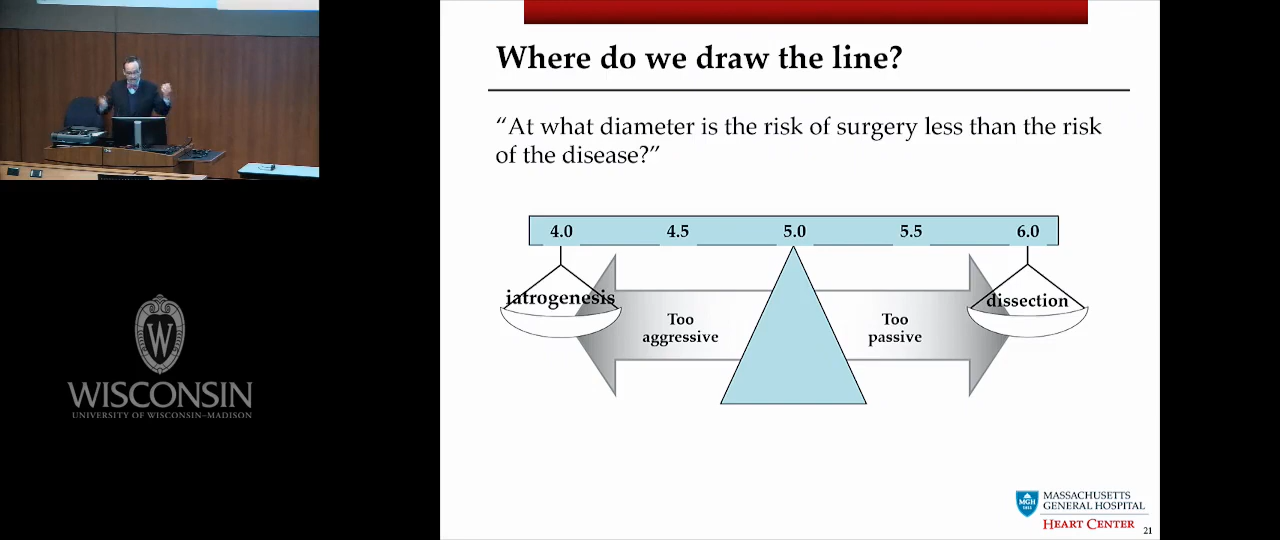 Where do we draw the line?
“At what diameter is the risk of surgery less than the risk
of the disease?”
4.0 4.5 5.0 5.5 6.0
iatrogenesis
dissection
Too
aggressive
Too
passive
W
WISCONSIN
UNIVERSITY OF WISCONSIN–MADISON
MGH
1811
MASSACHUSETTS
GENERAL HOSPITAL
HEART CENTER
21